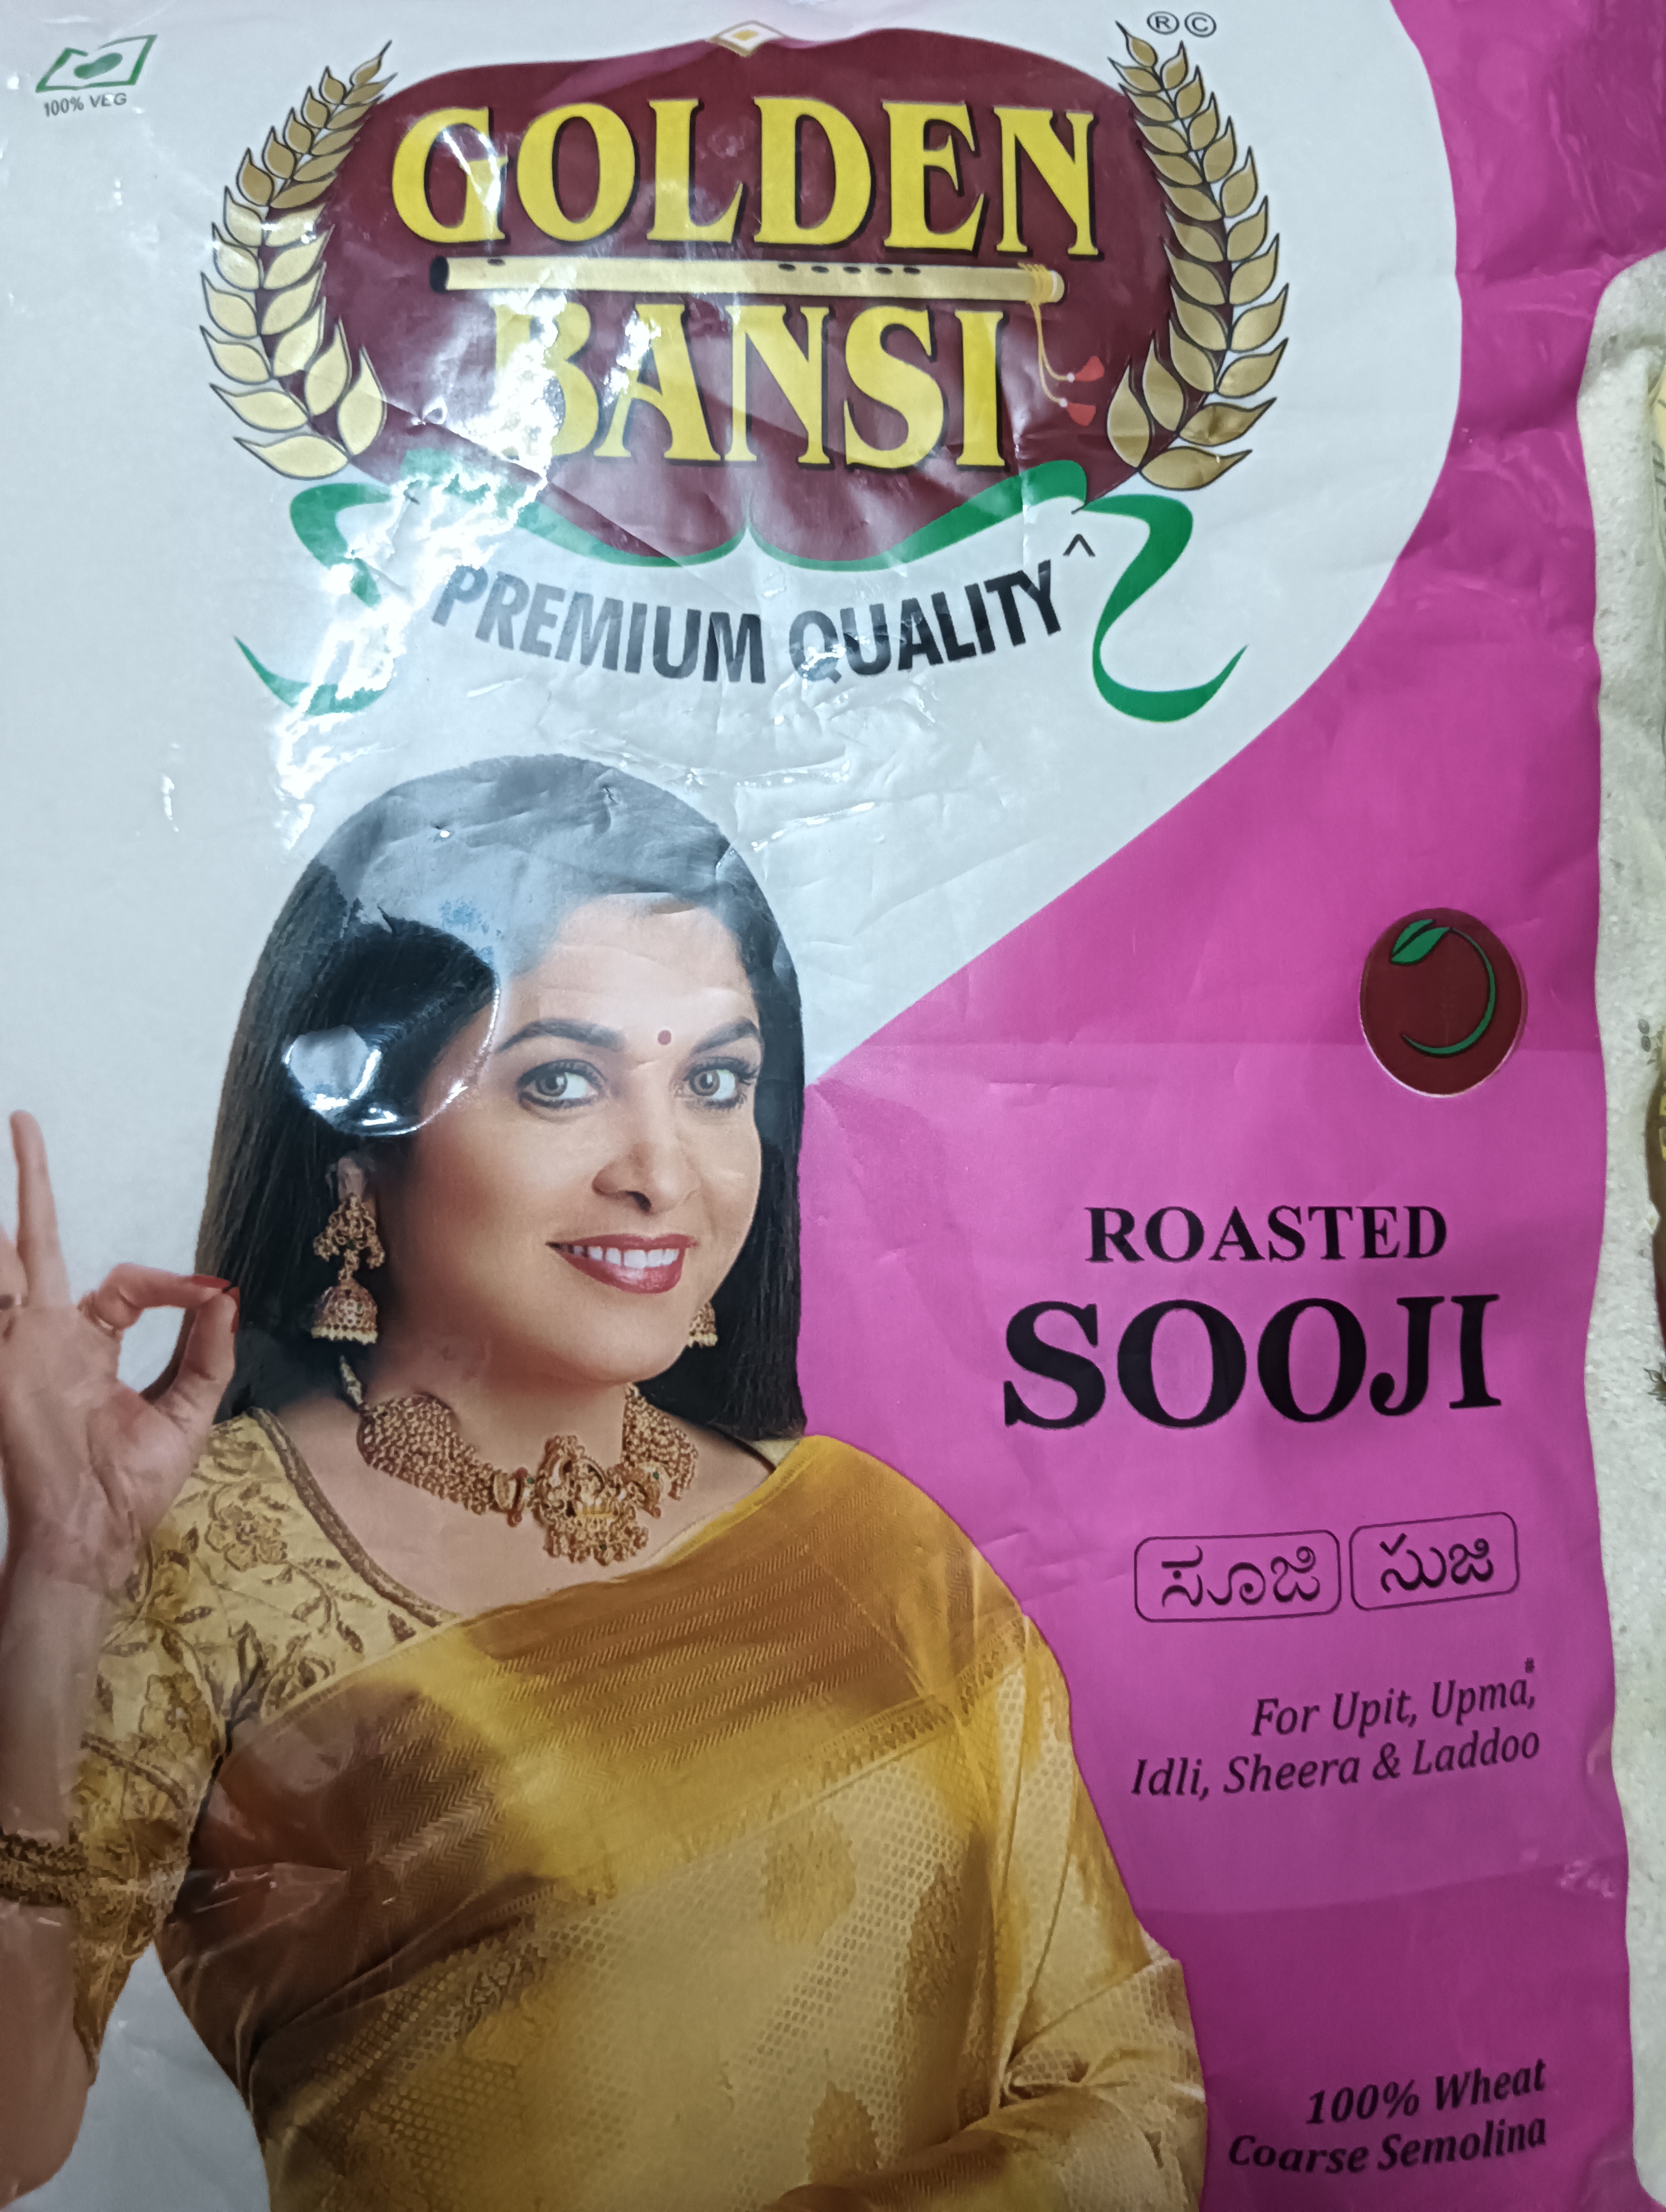 ®©
100% VEG
GOLDEN
BANSI
PREMIUM QUALITY^
ROASTED
SOOJI
ಸೂಜಿ ಸುಜಿ
For Upit, Upma,#
Idli, Sheera & Laddoo
100% Wheat
Coarse Semolina